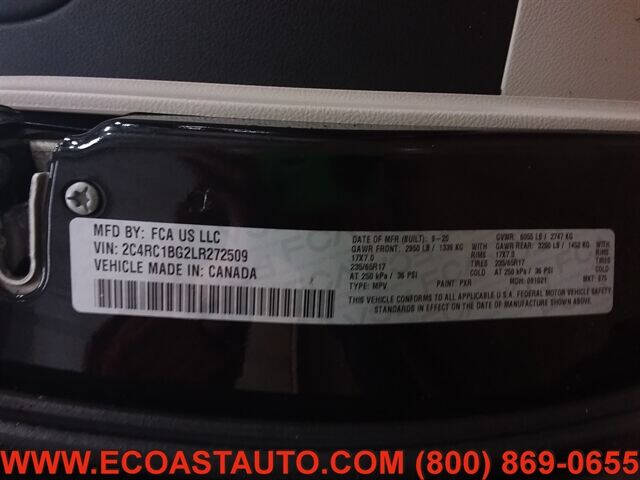 MFD BY: FCA US LLC
VIN: 2C4RC1BG2LR272509
VEHICLE MADE IN: CANADA
DATE OF MFR (BUILT): 9-20
GVWR: 6055 LB / 2747 KG
GAWR FRONT: 2950 LB / 1338 KG
GAWR REAR: 3200 LB / 1452 KG
17X7.0 RIMS
17X7.0 RIMS
235/65R17 TIRES
235/65R17 TIRES
AT 250 kPa / 36 PSI COLD
AT 250 kPa / 36 PSI COLD
TYPE: MPV PAINT: PXR MDH: 091021 MKT: 875
THIS VEHICLE CONFORMS TO ALL APPLICABLE U.S.A. FEDERAL MOTOR VEHICLE SAFETY
STANDARDS IN EFFECT ON THE DATE OF MANUFACTURE SHOWN ABOVE.
WWW.ECOASTAUTO.COM (800) 869-0655